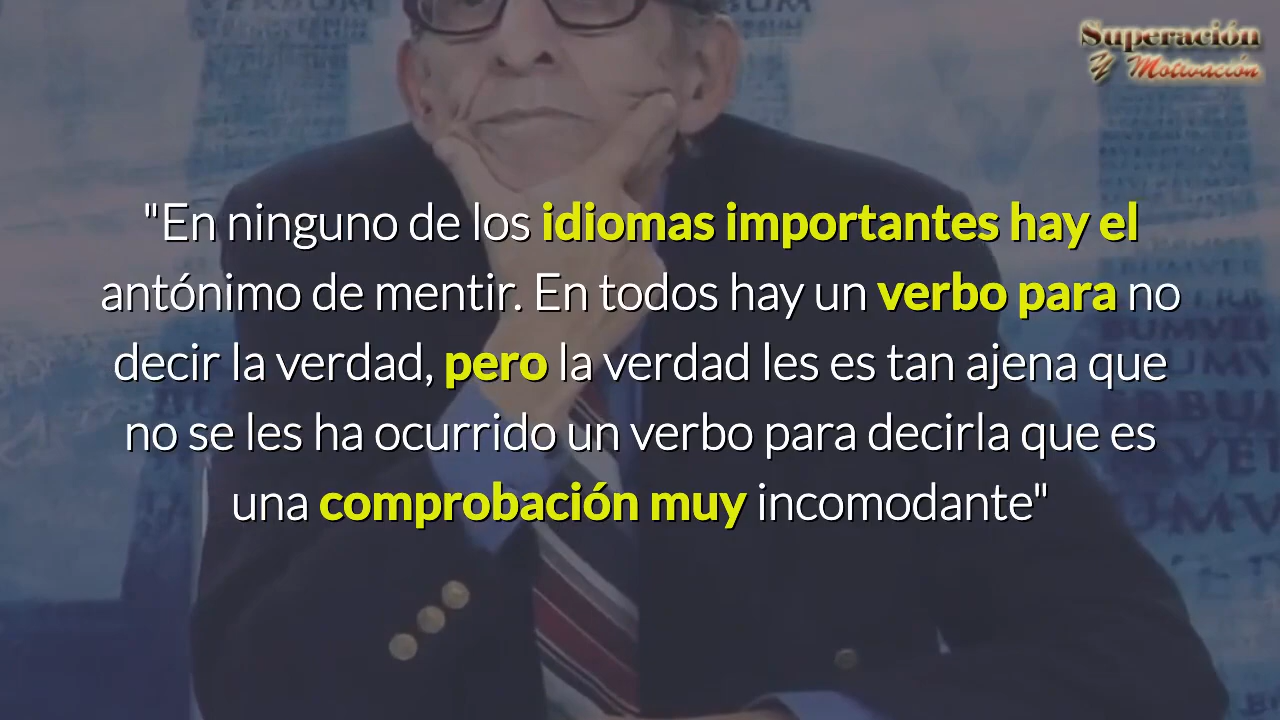 VERBUM
UM
Superación
Y Motivación
"En ninguno de los idiomas importantes hay el
antónimo de mentir. En todos hay un verbo para no
decir la verdad, pero la verdad les es tan ajena que
no se les ha ocurrido un verbo para decirla que es
una comprobación muy incomodante"